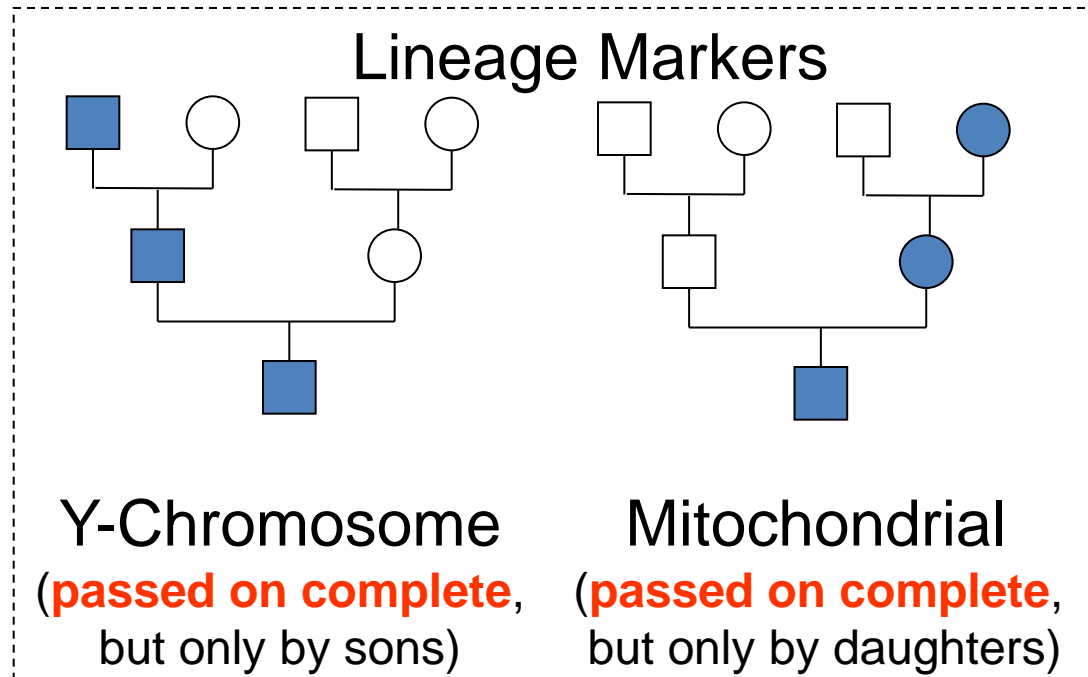 Lineage Markers
Y-Chromosome
(passed on complete,
but only by sons)
Mitochondrial
(passed on complete,
but only by daughters)